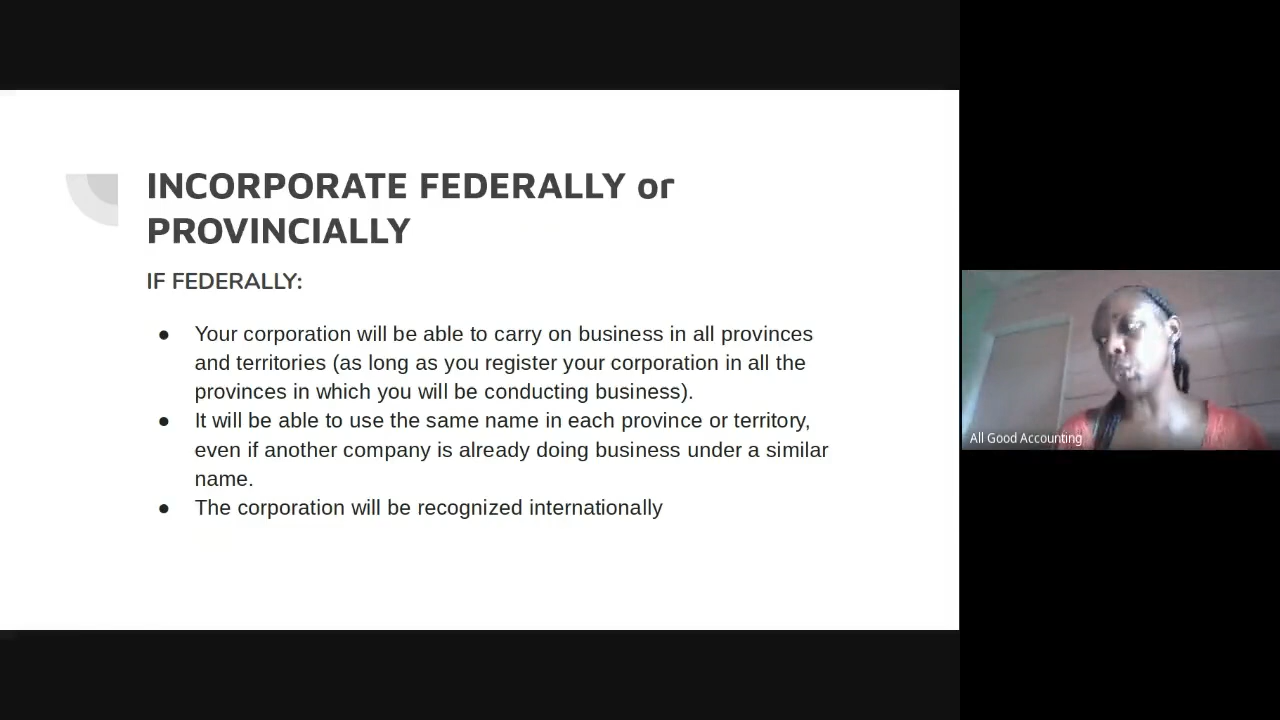 INCORPORATE FEDERALLY or
PROVINCIALLY
IF FEDERALLY:
● Your corporation will be able to carry on business in all provinces
and territories (as long as you register your corporation in all the
provinces in which you will be conducting business).
● It will be able to use the same name in each province or territory,
even if another company is already doing business under a similar
name.
● The corporation will be recognized internationally
All Good Accounting